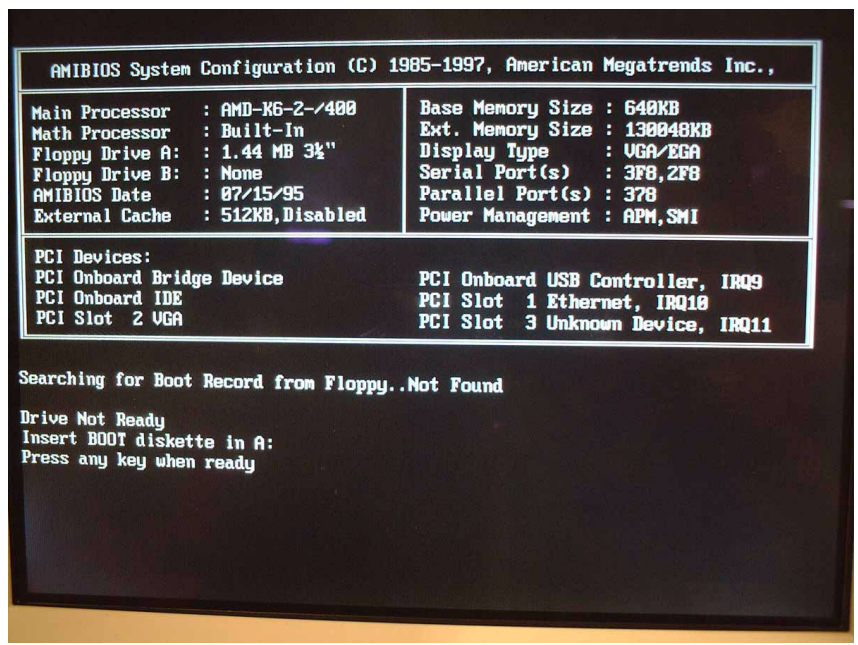 AMIBIOS System Configuration (C) 1985-1997, American Megatrends Inc.,
Main Processor : AMD-K6-2-/400
Math Processor : Built-In
Floppy Drive A: : 1.44 MB 3½"
Floppy Drive B: : None
AMIBIOS Date : 07/15/95
External Cache : 512KB,Disabled
Base Memory Size : 640KB
Ext. Memory Size : 130048KB
Display Type : VGA/EGA
Serial Port(s) : 3F8,2F8
Parallel Port(s) : 378
Power Management : APM,SMI
PCI Devices:
PCI Onboard Bridge Device
PCI Onboard IDE
PCI Slot 2 VGA
PCI Onboard USB Controller, IRQ9
PCI Slot 1 Ethernet, IRQ10
PCI Slot 3 Unknown Device, IRQ11
Searching for Boot Record from Floppy..Not Found
Drive Not Ready
Insert BOOT diskette in A:
Press any key when ready